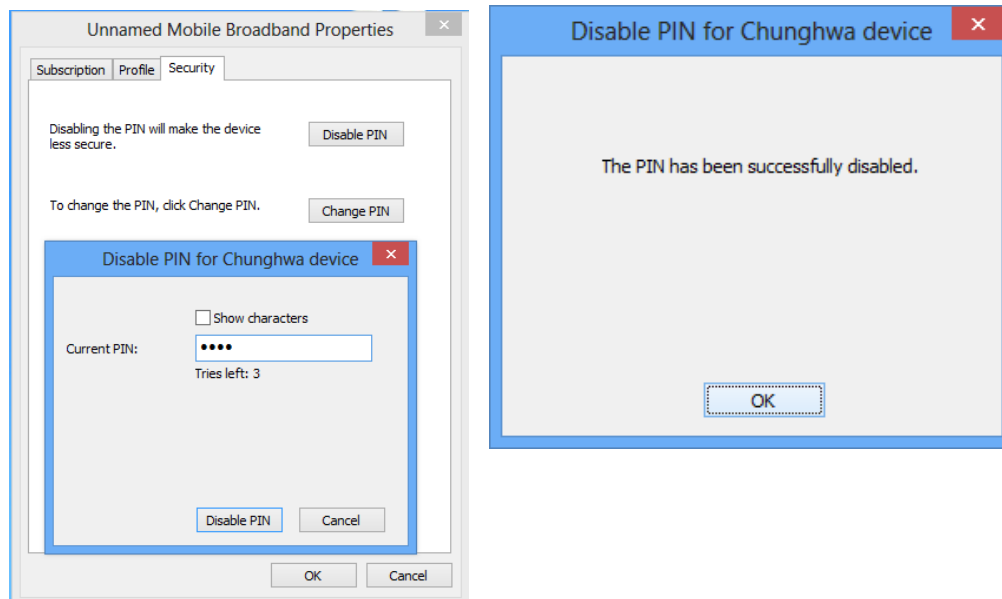 Unnamed Mobile Broadband Properties
Subscription Profile Security
Disabling the PIN will make the device
less secure.
Disable PIN
To change the PIN, click Change PIN.
Change PIN
Disable PIN for Chunghwa device
Show characters
Current PIN:
••••
Tries left: 3
Disable PIN Cancel
OK Cancel
Disable PIN for Chunghwa device
The PIN has been successfully disabled.
OK